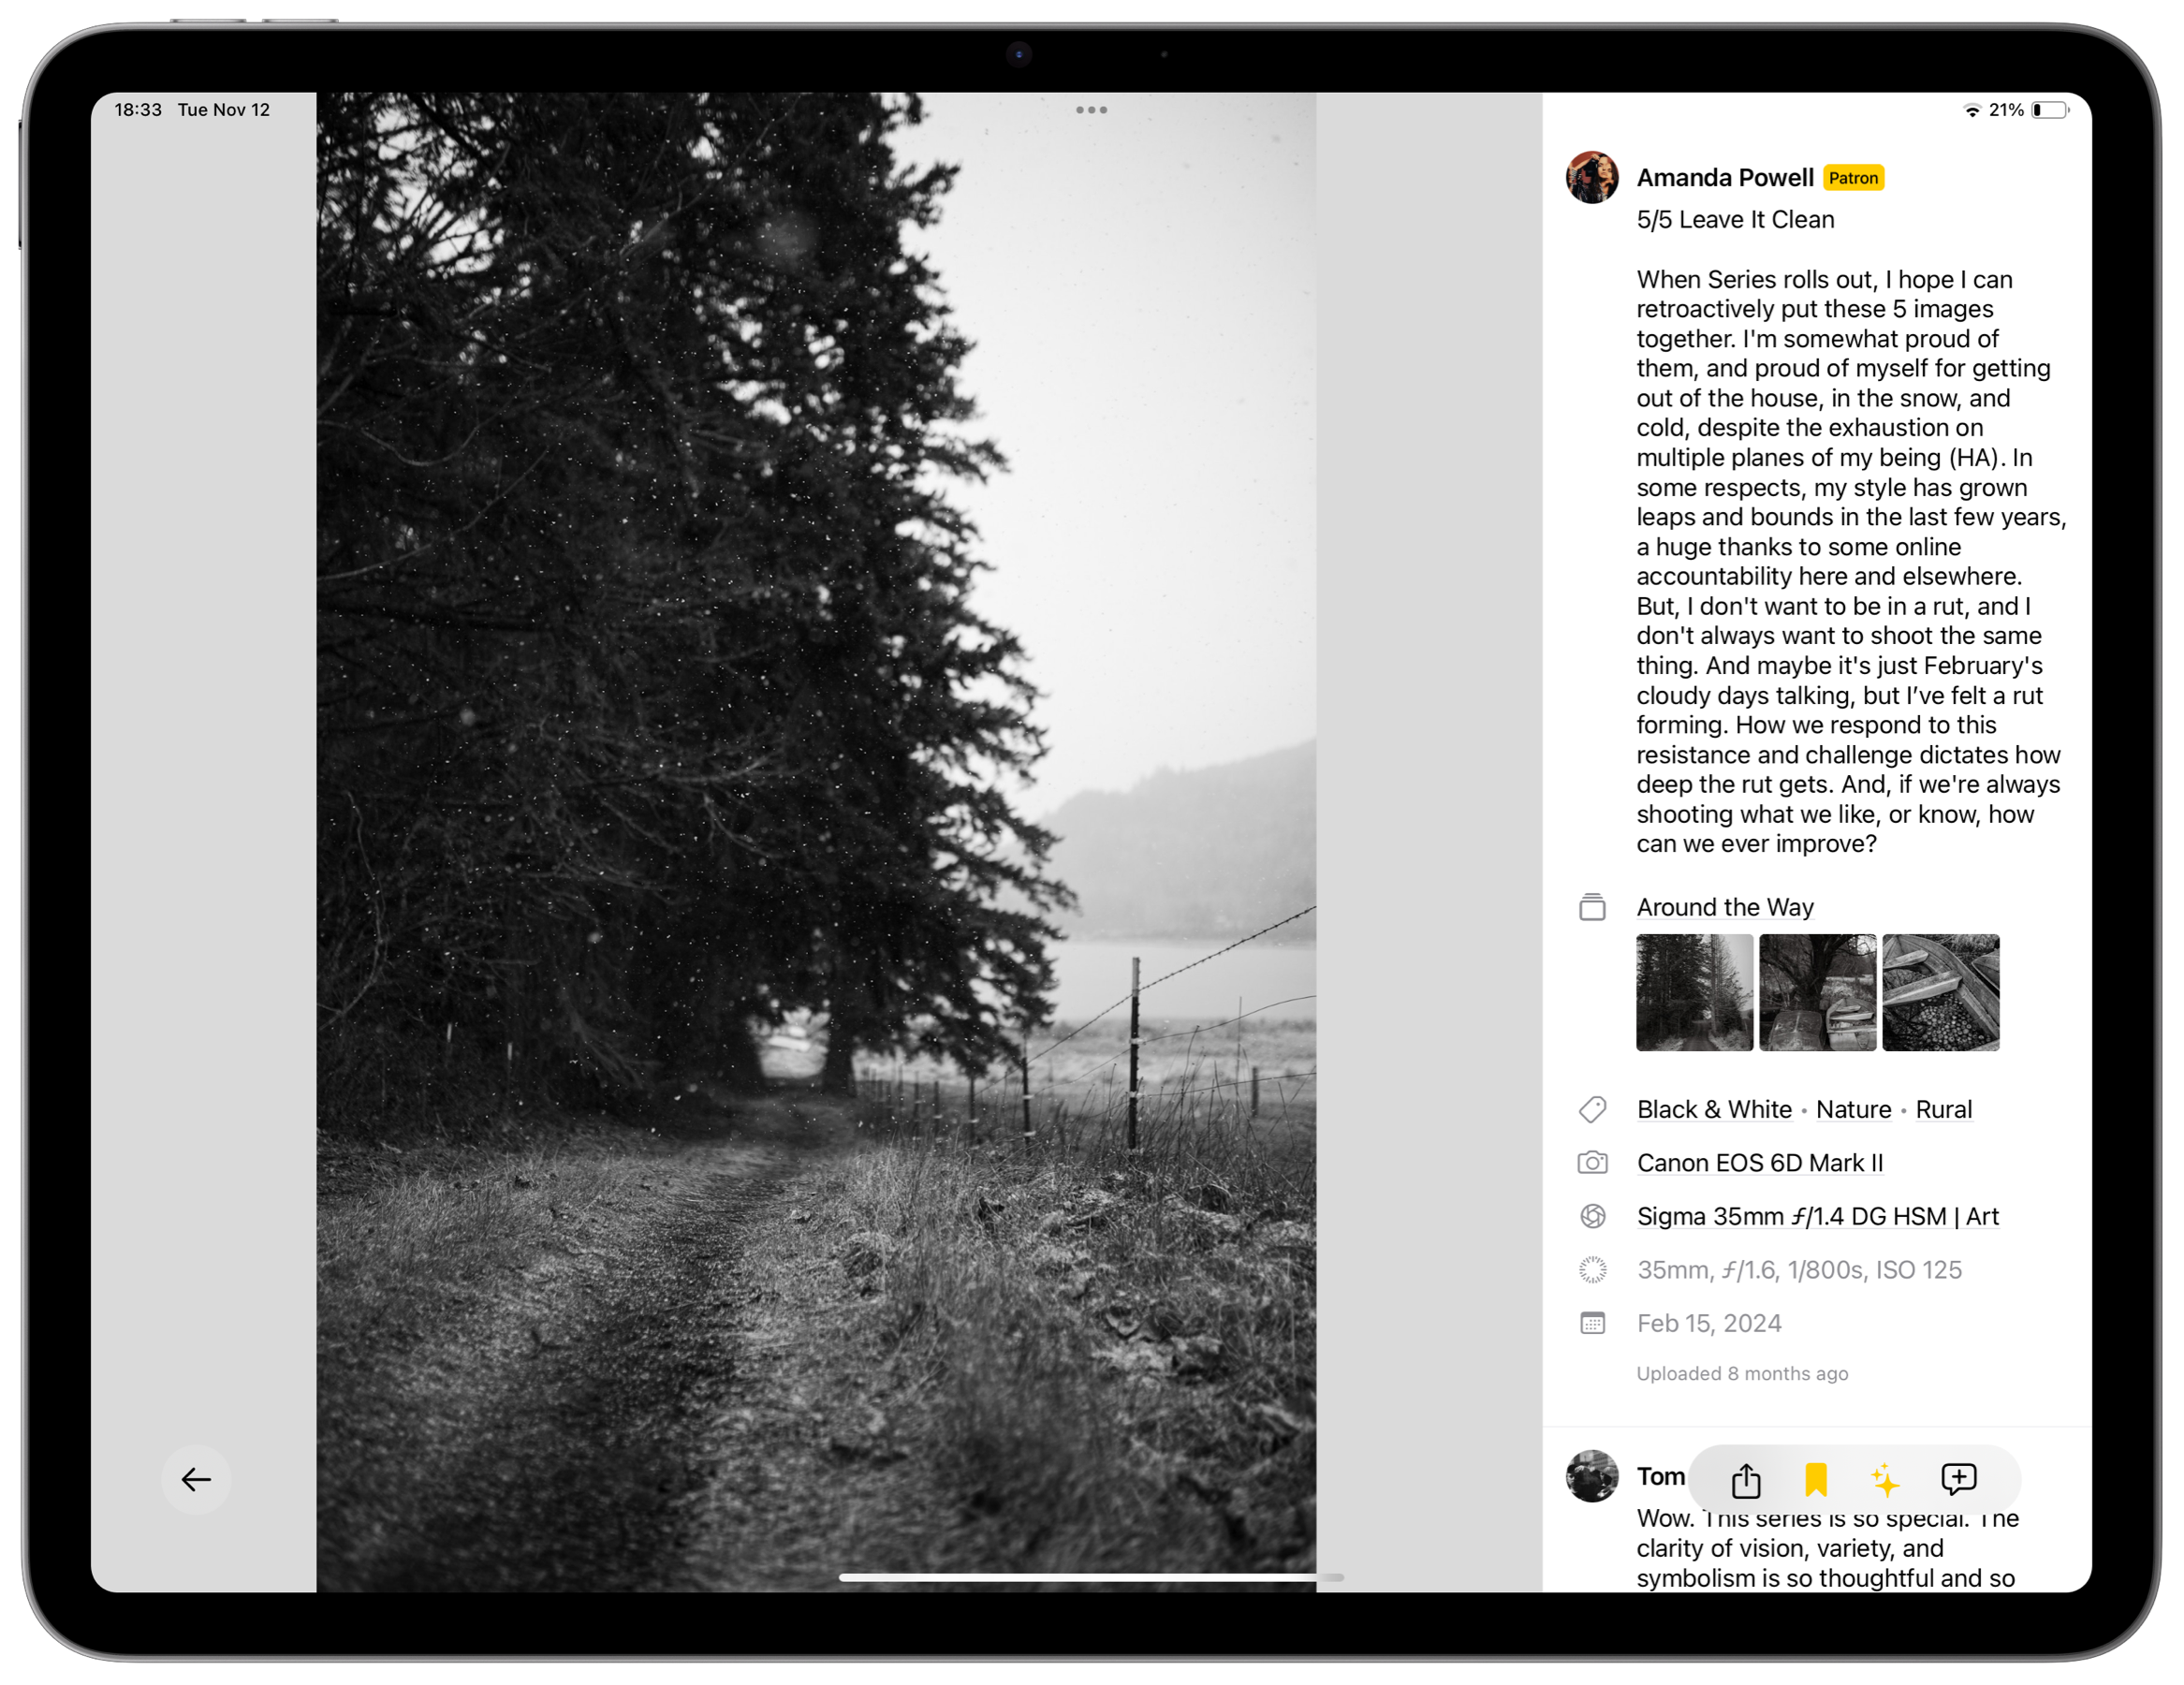 18:33 Tue Nov 12
21%
Amanda Powell Patron
5/5 Leave It Clean
When Series rolls out, I hope I can
retroactively put these 5 images
together. I'm somewhat proud of
them, and proud of myself for getting
out of the house, in the snow, and
cold, despite the exhaustion on
multiple planes of my being (HA). In
some respects, my style has grown
leaps and bounds in the last few years,
a huge thanks to some online
accountability here and elsewhere.
But, I don't want to be in a rut, and I
don't always want to shoot the same
thing. And maybe it's just February's
cloudy days talking, but I’ve felt a rut
forming. How we respond to this
resistance and challenge dictates how
deep the rut gets. And, if we're always
shooting what we like, or know, how
can we ever improve?
Around the Way
Black & White • Nature • Rural
Canon EOS 6D Mark II
Sigma 35mm ƒ/1.4 DG HSM | Art
35mm, ƒ/1.6, 1/800s, ISO 125
Feb 15, 2024
Uploaded 8 months ago
Tom
Wow. This series is so special. The
clarity of vision, variety, and
symbolism is so thoughtful and so